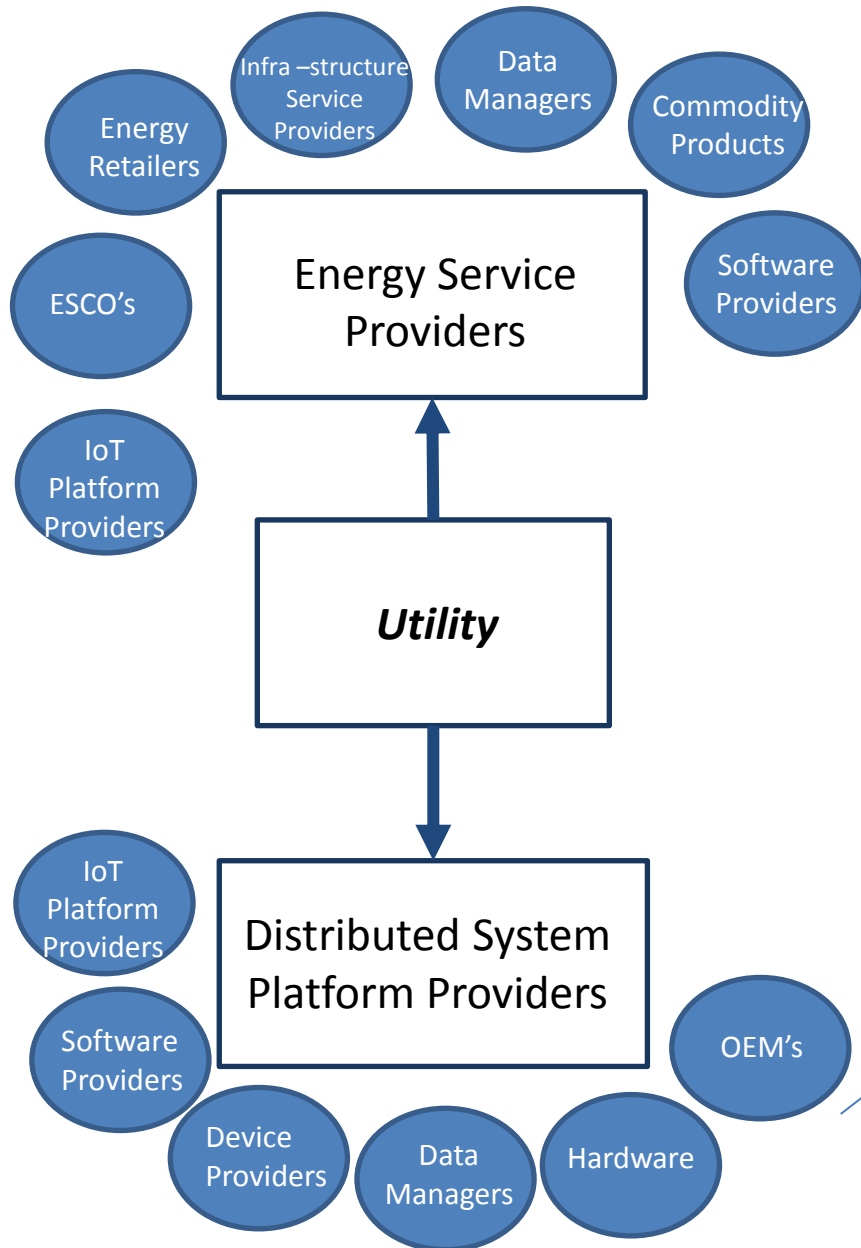 Infra –structure
Service
Providers
Data
Managers
Commodity
Products
Energy
Retailers
Software
Providers
ESCO’s
Energy Service
Providers
IoT
Platform
Providers
Utility
IoT
Platform
Providers
Distributed System
Platform Providers
Software
Providers
OEM’s
Device
Providers
Data
Managers
Hardware